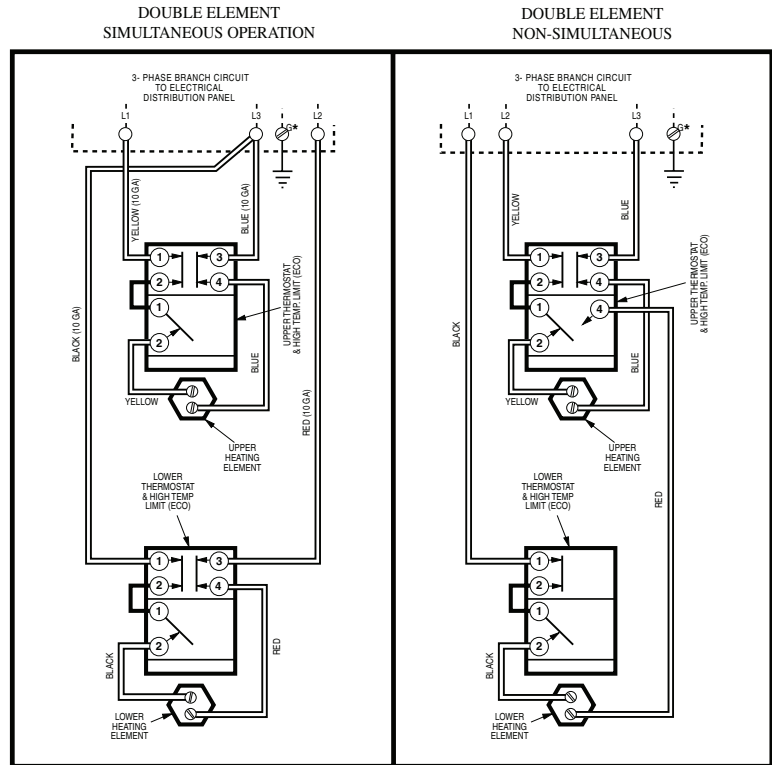 DOUBLE ELEMENT
SIMULTANEOUS OPERATION
3- PHASE BRANCH CIRCUIT
TO ELECTRICAL
DISTRIBUTION PANEL
L1
L3
G*
L2
YELLOW (10 GA)
BLUE (10 GA)
BLACK (10 GA)
1
3
2
4
1
2
UPPER THERMOSTAT
& HIGH TEMP. LIMIT (ECO)
BLUE
RED (10 GA)
YELLOW
UPPER
HEATING
ELEMENT
LOWER
THERMOSTAT
& HIGH TEMP
LIMIT (ECO)
1
3
2
4
1
2
BLACK
RED
LOWER
HEATING
ELEMENT
DOUBLE ELEMENT
NON-SIMULTANEOUS
3- PHASE BRANCH CIRCUIT
TO ELECTRICAL
DISTRIBUTION PANEL
L1
L2
L3
G*
YELLOW
BLUE
BLACK
1
3
2
4
1
4
2
UPPER THERMOSTAT
& HIGH TEMP. LIMIT (ECO)
BLUE
YELLOW
UPPER
HEATING
ELEMENT
RED
LOWER
THERMOSTAT
& HIGH TEMP
LIMIT (ECO)
1
2
1
2
BLACK
LOWER
HEATING
ELEMENT